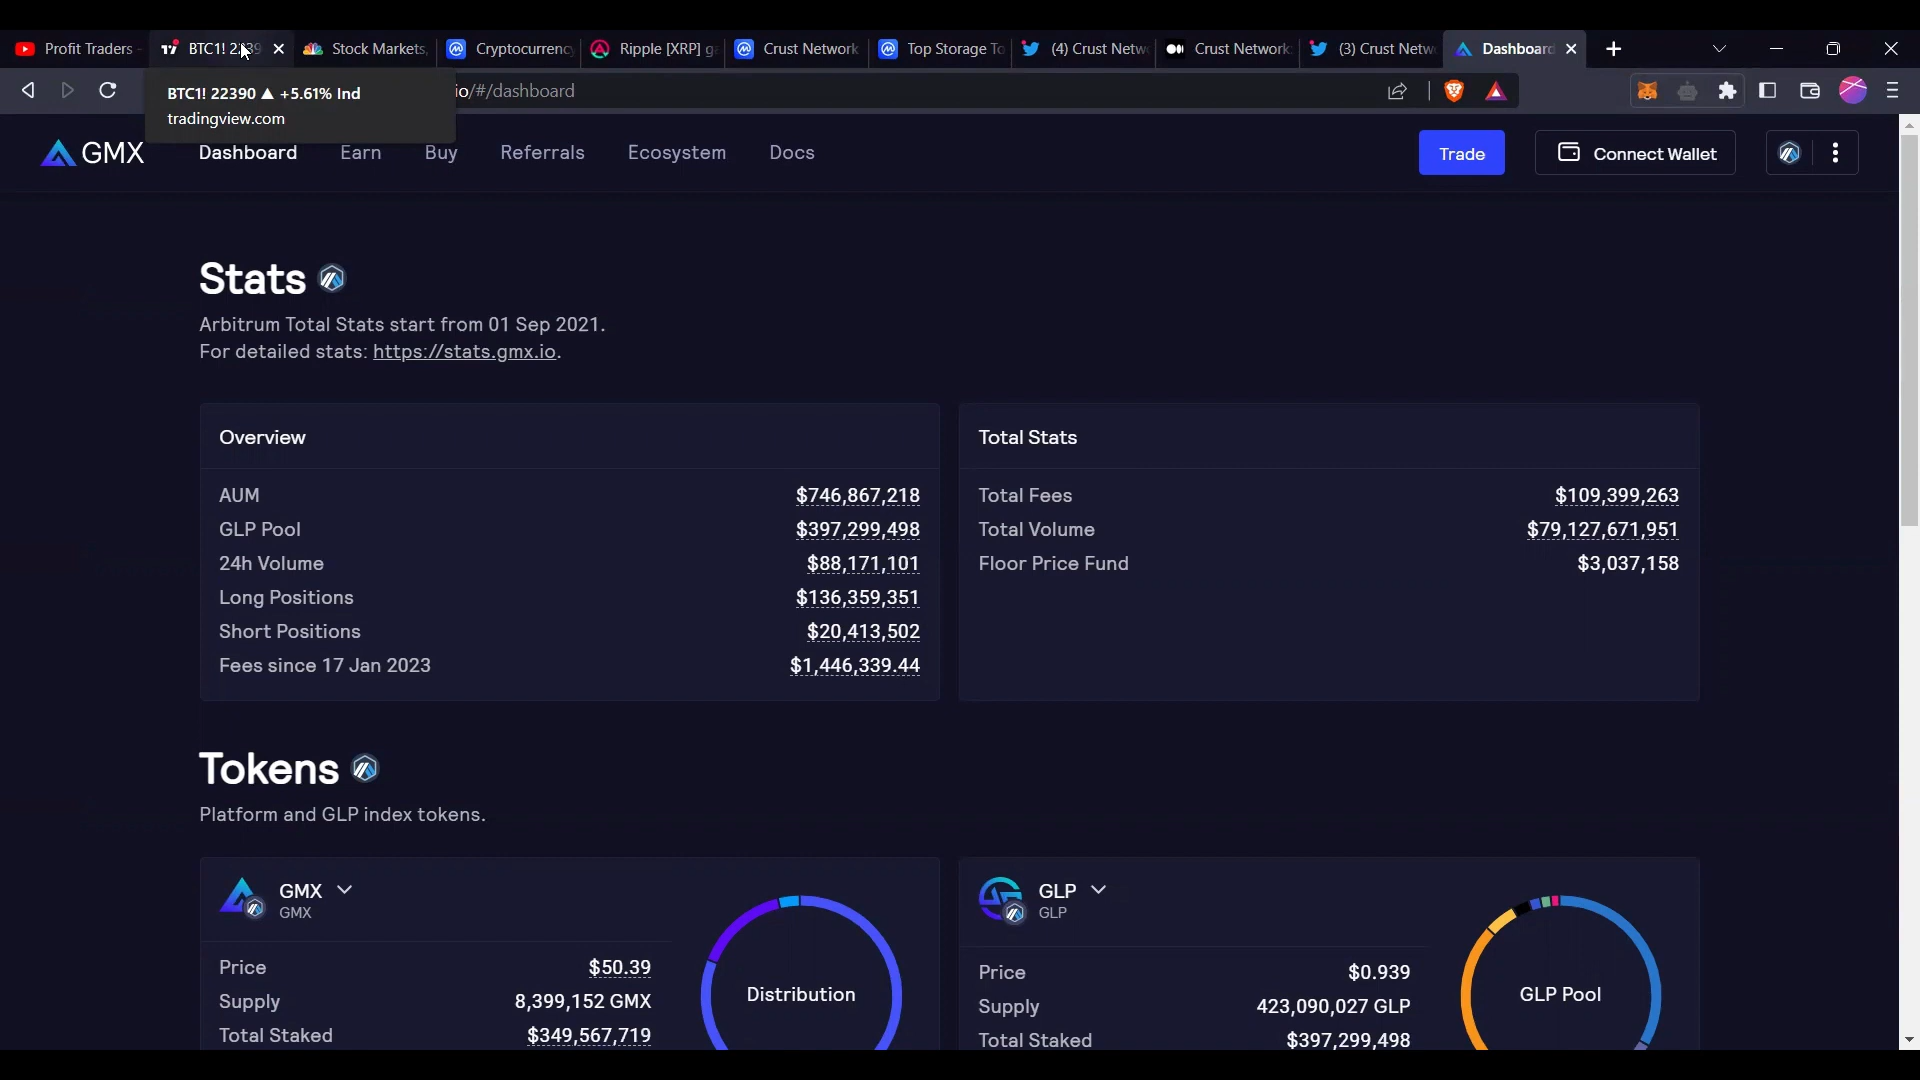 Profit Traders
BTC1! 2239
Stock Markets,
Cryptocurrency
Ripple [XRP] ga
Crust Network
Top Storage To
(4) Crust Netw
Crust Network:
(3) Crust Netw
Dashboard
io/#/dashboard
BTC1! 22390 ▲ +5.61% Ind
tradingview.com
GMX
Dashboard
Earn
Buy
Referrals
Ecosystem
Docs
Trade
Connect Wallet
Stats
Arbitrum Total Stats start from 01 Sep 2021.
For detailed stats: https://stats.gmx.io.
Overview
AUM $746,867,218
GLP Pool $397,299,498
24h Volume $88,171,101
Long Positions $136,359,351
Short Positions $20,413,502
Fees since 17 Jan 2023 $1,446,339.44
Total Stats
Total Fees $109,399,263
Total Volume $79,127,671,951
Floor Price Fund $3,037,158
Tokens
Platform and GLP index tokens.
GMX
GMX
Price $50.39
Supply 8,399,152 GMX
Total Staked $349,567,719
Distribution
GLP
GLP
Price $0.939
Supply 423,090,027 GLP
Total Staked $397,299,498
GLP Pool